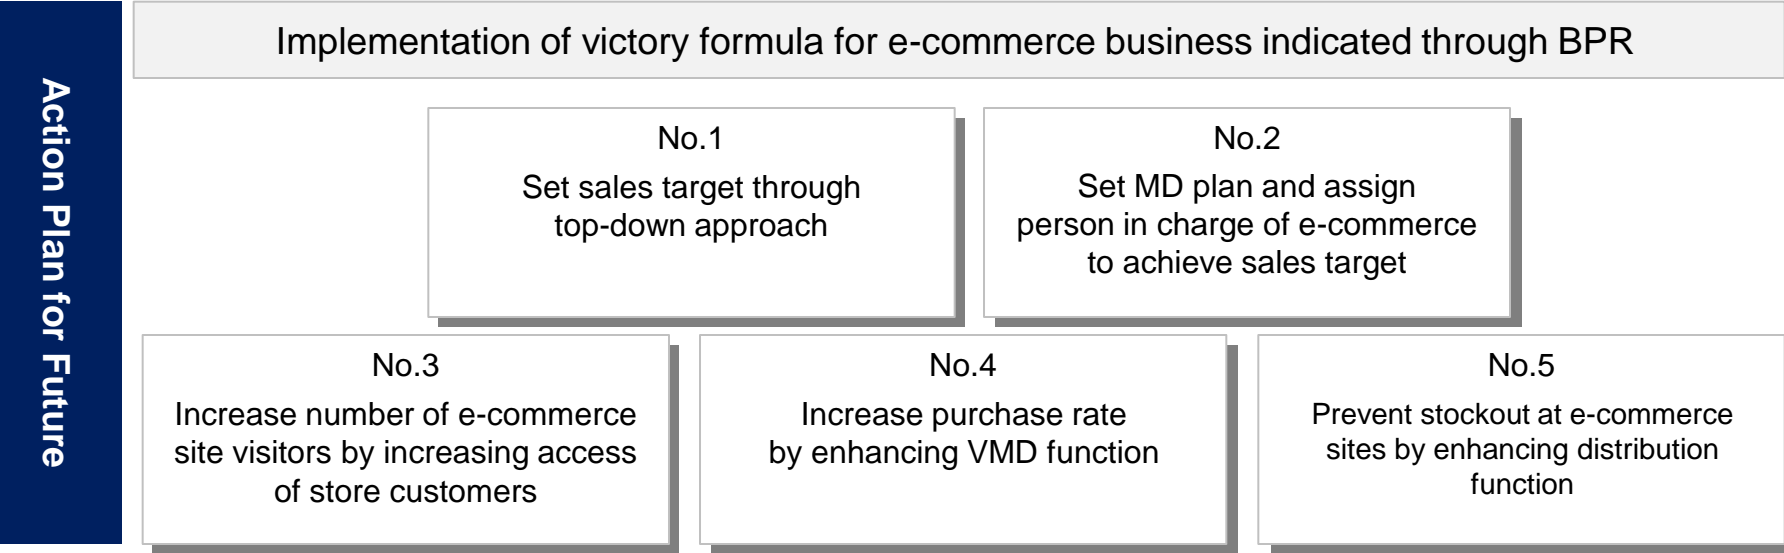 Action Plan for Future
Implementation of victory formula for e-commerce business indicated through BPR
No.1
Set sales target through
top-down approach
No.2
Set MD plan and assign
person in charge of e-commerce
to achieve sales target
No.3
Increase number of e-commerce
site visitors by increasing access
of store customers
No.4
Increase purchase rate
by enhancing VMD function
No.5
Prevent stockout at e-commerce
sites by enhancing distribution
function